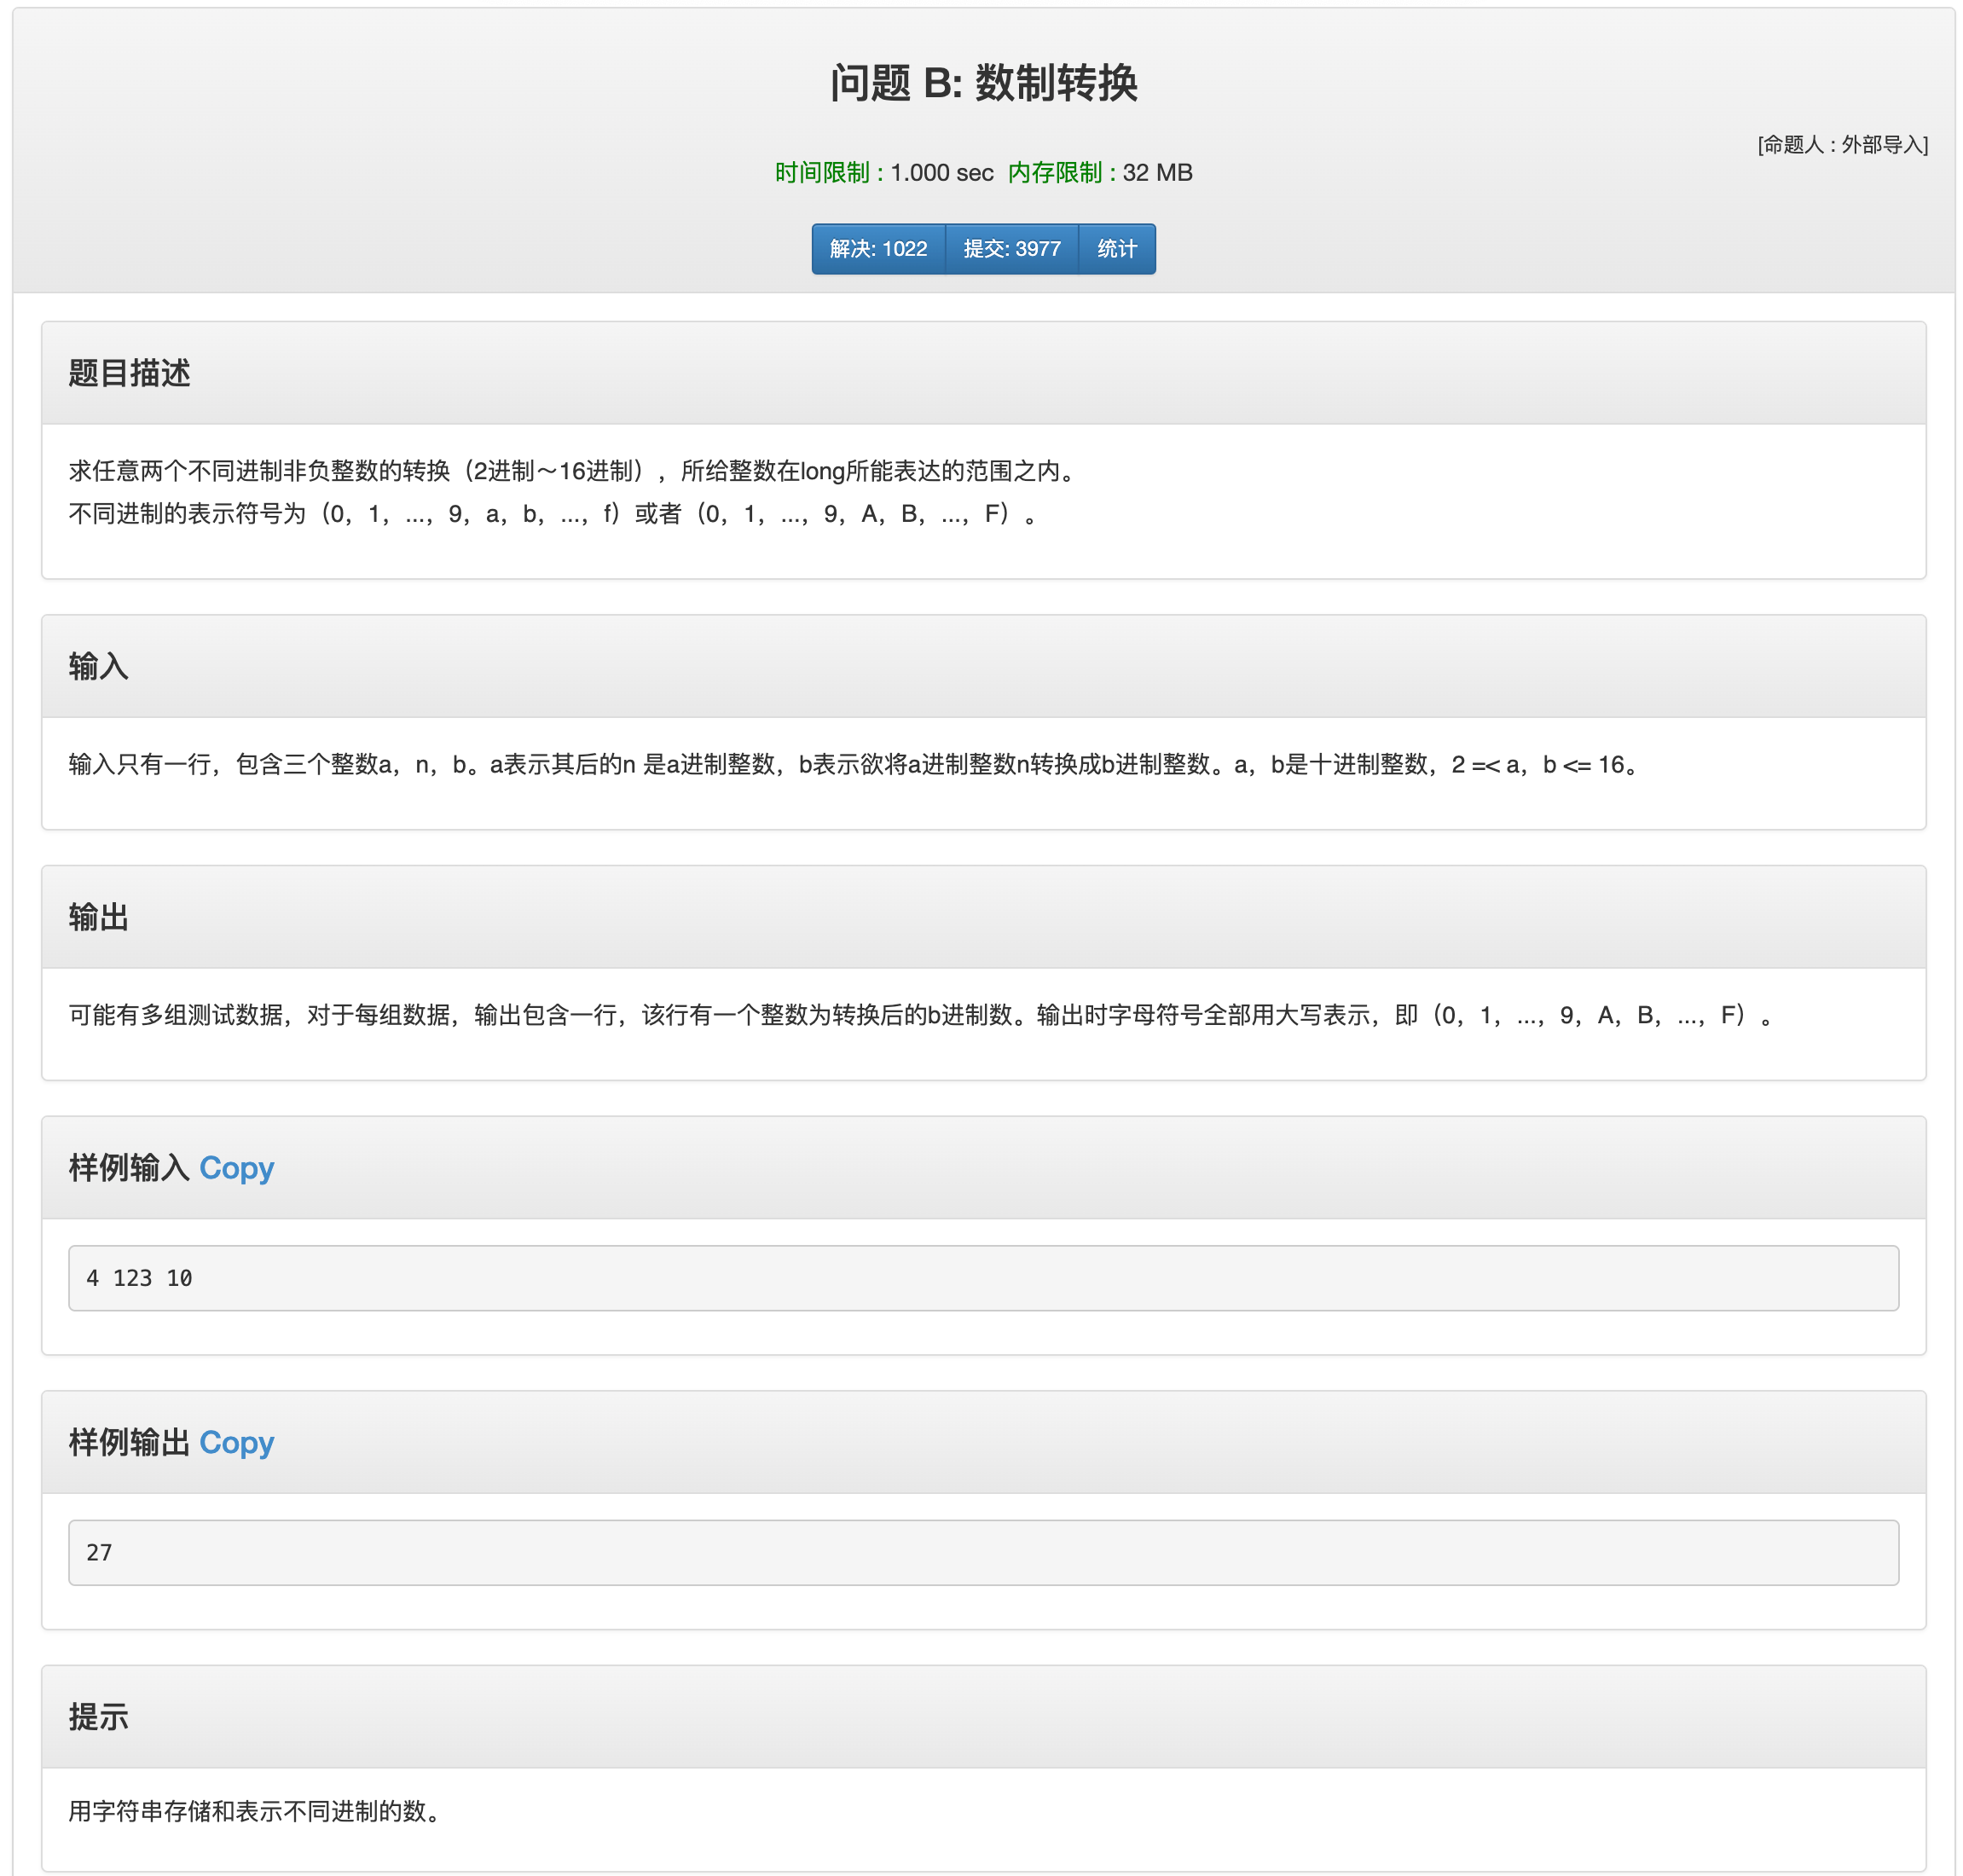 问题 B: 数制转换
[命题人 : 外部导入]
时间限制 : 1.000 sec 内存限制 : 32 MB
解决: 1022 提交: 3977 统计
题目描述
求任意两个不同进制非负整数的转换（2进制～16进制），所给整数在long所能表达的范围之内。
不同进制的表示符号为（0，1，...，9，a，b，...，f）或者（0，1，...，9，A，B，...，F）。
输入
输入只有一行，包含三个整数a，n，b。a表示其后的n 是a进制整数，b表示欲将a进制整数n转换成b进制整数。a，b是十进制整数，2 =< a，b <= 16。
输出
可能有多组测试数据，对于每组数据，输出包含一行，该行有一个整数为转换后的b进制数。输出时字母符号全部用大写表示，即（0，1，...，9，A，B，...，F）。
样例输入 Copy
4 123 10
样例输出 Copy
27
提示
用字符串存储和表示不同进制的数。